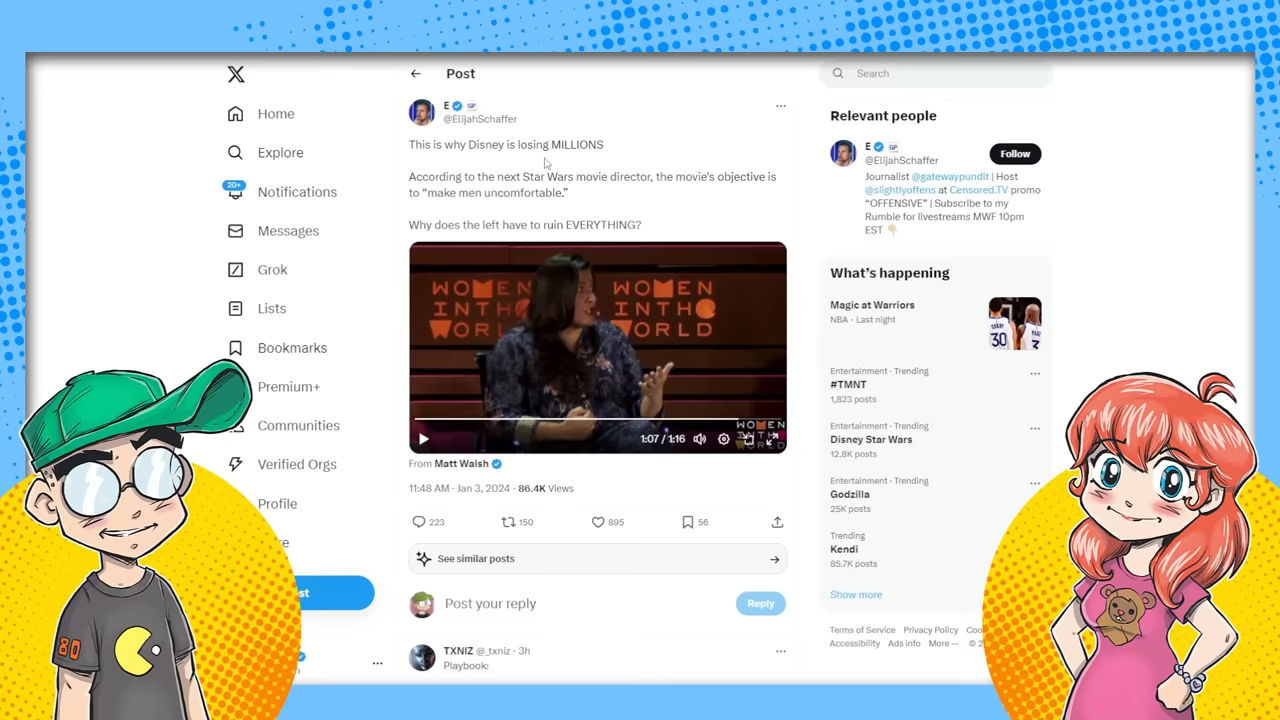 Post
Search
Home
Explore
20+
Notifications
Messages
Grok
Lists
Bookmarks
Premium+
Communities
Verified Orgs
Profile
E GP
@ElijahSchaffer
This is why Disney is losing MILLIONS
According to the next Star Wars movie director, the movie's objective is
to “make men uncomfortable.”
Why does the left have to ruin EVERYTHING?
WOMEN
INTHE
WORLD
WOMEN
INTHE
WORLD
1:07 / 1:16
From Matt Walsh
11:48 AM · Jan 3, 2024 · 86.4K Views
223
150
895
56
See similar posts
Post your reply
Reply
TXNIZ @_txniz · 3h
Playbook:
Relevant people
E GP
@ElijahSchaffer
Follow
Journalist @gatewaypundit | Host
@slightlyoffens at Censored.TV promo
“OFFENSIVE” | Subscribe to my
Rumble for livestreams MWF 10pm
EST
What’s happening
Magic at Warriors
NBA · Last night
30
Entertainment · Trending
#TMNT
1,823 posts
Entertainment · Trending
Disney Star Wars
12.8K posts
Entertainment · Trending
Godzilla
25K posts
Trending
Kendi
85.7K posts
Show more
Terms of Service Privacy Policy Coo
Accessibility Ads info More ··· © 2
80